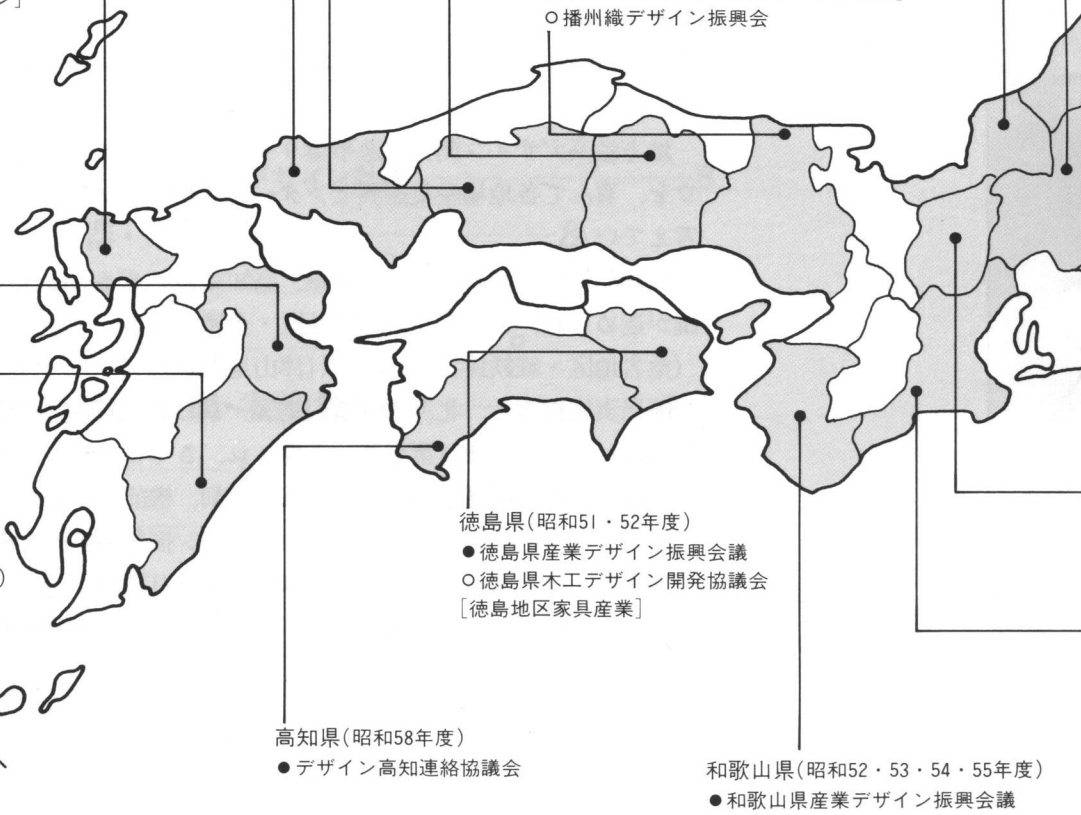 ○播州織デザイン振興会
徳島県(昭和51・52年度)
●徳島県産業デザイン振興会議
○徳島県木工デザイン開発協議会
[徳島地区家具産業]
高知県(昭和58年度)
●デザイン高知連絡協議会
和歌山県(昭和52・53・54・55年度)
●和歌山県産業デザイン振興会議